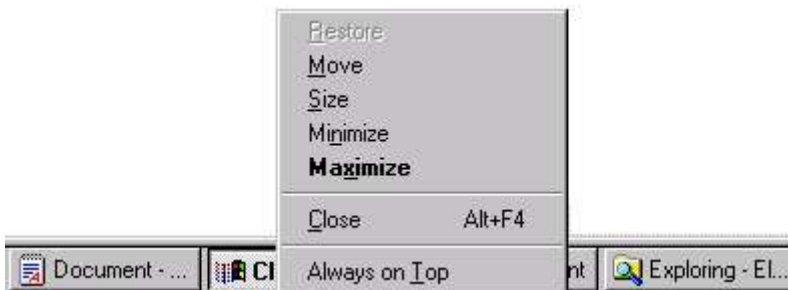 Restore
Move
Size
Minimize
Maximize
Close Alt+F4
Always on Top
Document - ...
Cl
nt
Exploring - El...